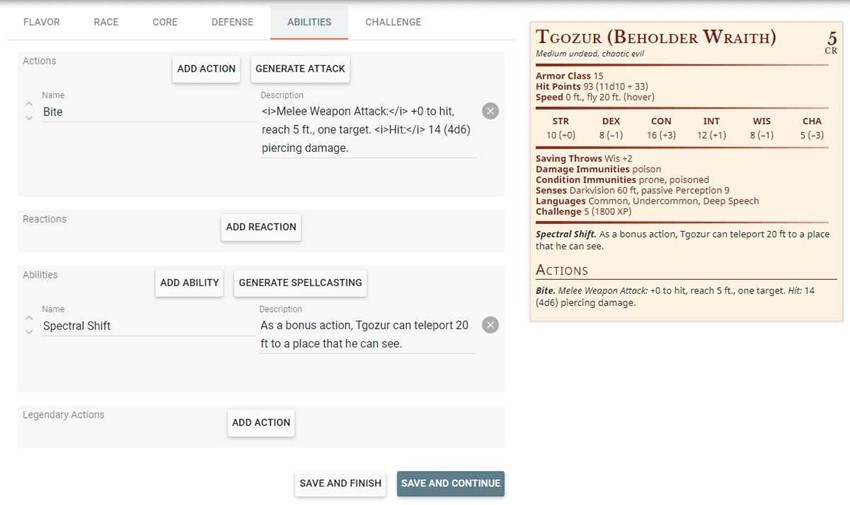 FLAVOR RACE CORE DEFENSE ABILITIES CHALLENGE
Actions
ADD ACTION GENERATE ATTACK
Name
Bite
Description
<i>Melee Weapon Attack:</i> +0 to hit,
reach 5 ft., one target. <i>Hit:</i> 14 (4d6)
piercing damage.
Reactions
ADD REACTION
Abilities
ADD ABILITY GENERATE SPELLCASTING
Name
Spectral Shift
Description
As a bonus action, Tgozur can teleport 20
ft to a place that he can see.
Legendary Actions
ADD ACTION
SAVE AND FINISH SAVE AND CONTINUE
Tgozur (Beholder Wraith)
5
CR
Medium undead, chaotic evil
Armor Class 15
Hit Points 93 (11d10 + 33)
Speed 0 ft., fly 20 ft. (hover)
STR DEX CON INT WIS CHA
10 (+0) 8 (–1) 16 (+3) 12 (+1) 8 (–1) 5 (–3)
Saving Throws Wis +2
Damage Immunities poison
Condition Immunities prone, poisoned
Senses Darkvision 60 ft, passive Perception 9
Languages Common, Undercommon, Deep Speech
Challenge 5 (1800 XP)
Spectral Shift. As a bonus action, Tgozur can teleport 20 ft to a place
that he can see.
Actions
Bite. Melee Weapon Attack: +0 to hit, reach 5 ft., one target. Hit: 14
(4d6) piercing damage.